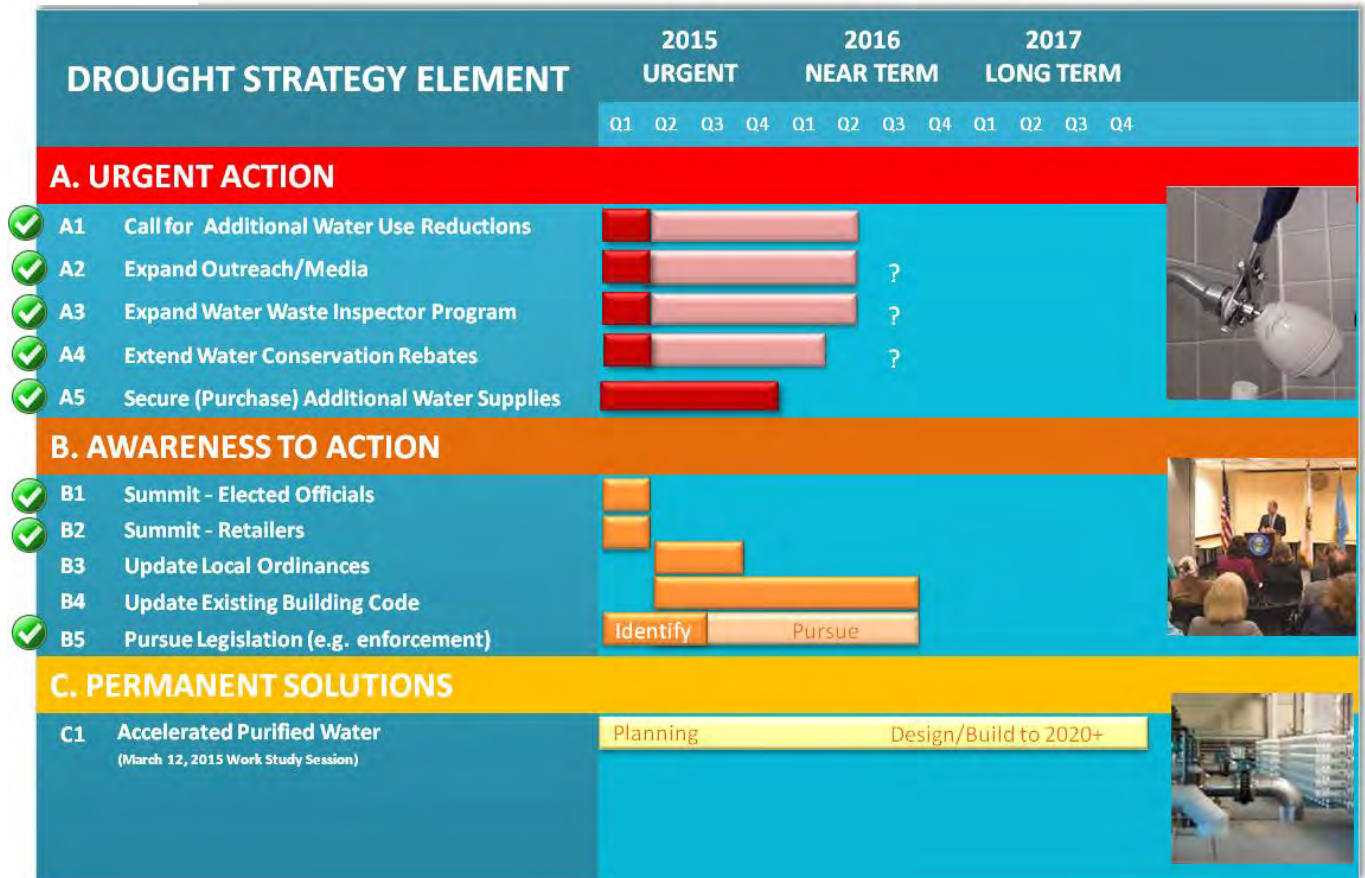 DROUGHT STRATEGY ELEMENT
2015
URGENT
2016
NEAR TERM
2017
LONG TERM
Q1 Q2 Q3 Q4 Q1 Q2 Q3 Q4 Q1 Q2 Q3 Q4
A. URGENT ACTION
A1 Call for Additional Water Use Reductions
A2 Expand Outreach/Media ?
A3 Expand Water Waste Inspector Program ?
A4 Extend Water Conservation Rebates ?
A5 Secure (Purchase) Additional Water Supplies
B. AWARENESS TO ACTION
B1 Summit - Elected Officials
B2 Summit - Retailers
B3 Update Local Ordinances
B4 Update Existing Building Code
B5 Pursue Legislation (e.g. enforcement) Identify Pursue
C. PERMANENT SOLUTIONS
C1 Accelerated Purified Water Planning Design/Build to 2020+
(March 12, 2015 Work Study Session)